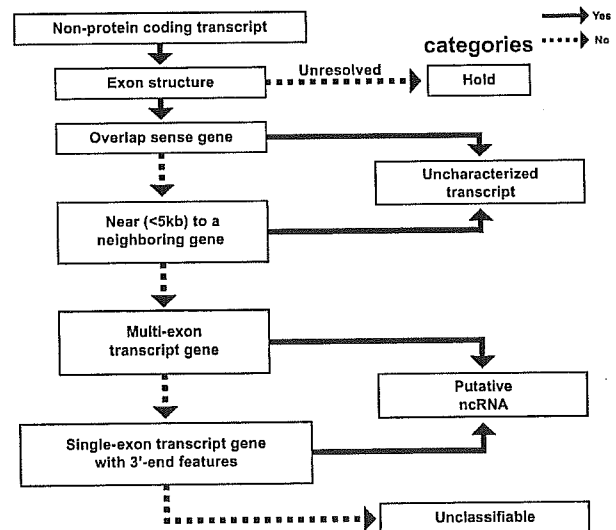 Non-protein coding transcript
Yes
No
categories
Exon structure
Unresolved
Hold
Overlap sense gene
Uncharacterized
transcript
Near (<5kb) to a
neighboring gene
Multi-exon
transcript gene
Putative
ncRNA
Single-exon transcript gene
with 3'-end features
Unclassifiable